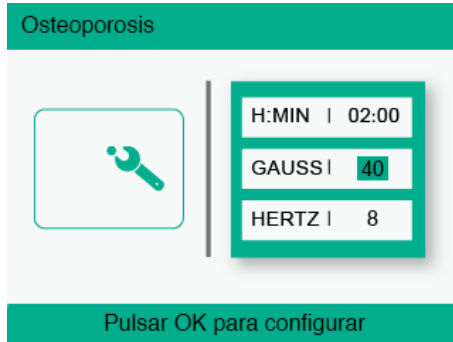 Osteoporosis
H:MIN | 02:00
GAUSS | 40
HERTZ | 8
Pulsar OK para configurar